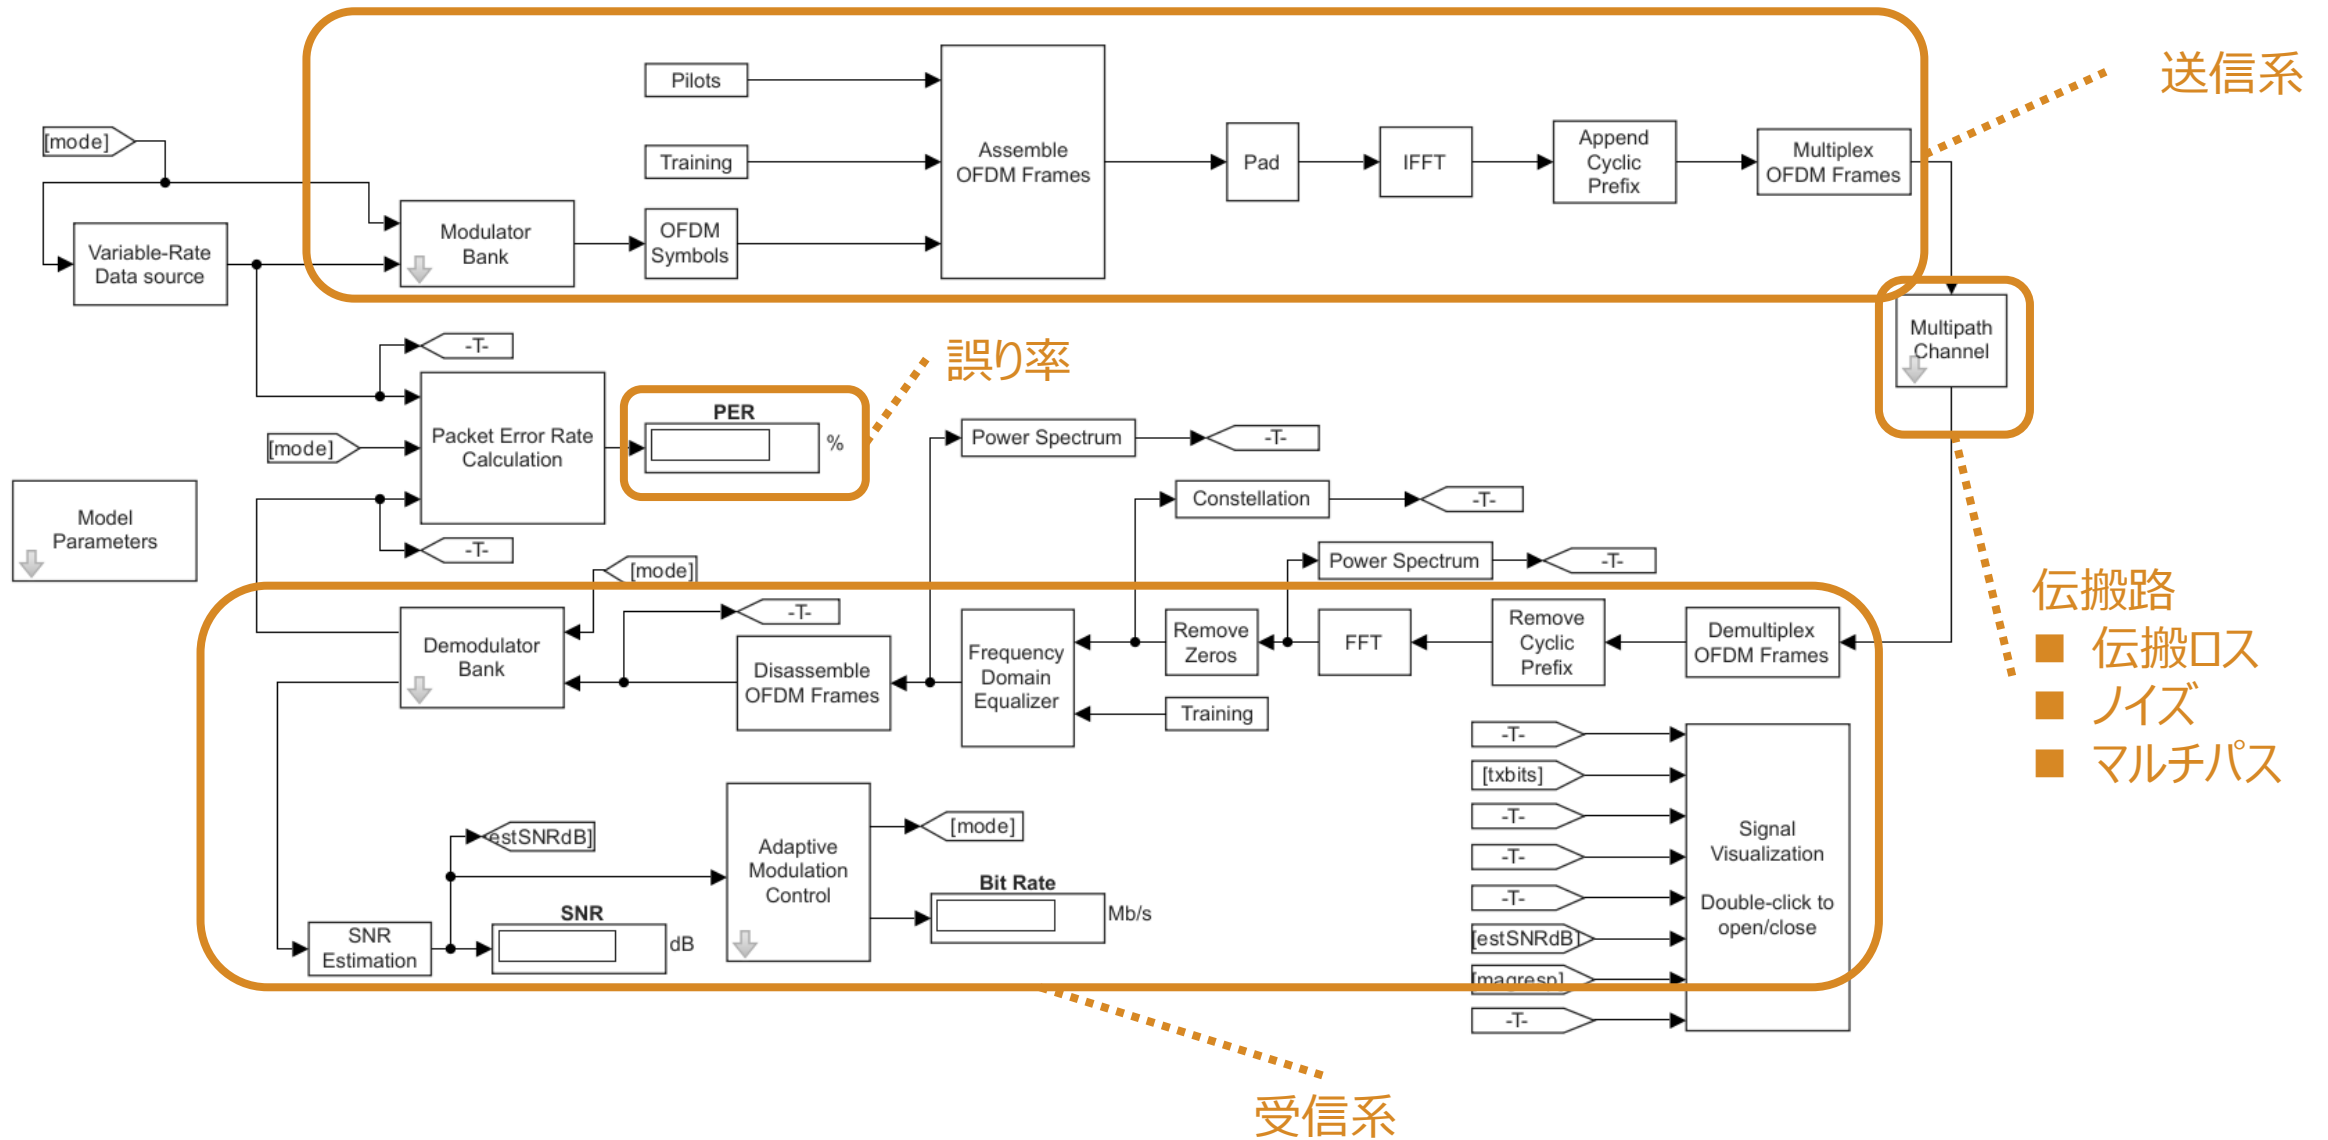 送信系
Pilots
[mode]
Training
Assemble
OFDM Frames
Pad
IFFT
Append
Cyclic
Prefix
Multiplex
OFDM Frames
Variable-Rate
Data source
Modulator
Bank
OFDM
Symbols
Multipath
Channel
-T-
誤り率
Packet Error Rate
Calculation
[mode]
PER
%
Power Spectrum
-T-
Constellation
-T-
Model
Parameters
-T-
[mode]
Power Spectrum
-T-
伝搬路
■ 伝搬ロス
■ ノイズ
■ マルチパス
-T-
Demodulator
Bank
Disassemble
OFDM Frames
Frequency
Domain
Equalizer
Remove
Zeros
FFT
Remove
Cyclic
Prefix
Demultiplex
OFDM Frames
Training
-T-
[txbits]
-T-
-T-
-T-
[estSNRdB]
[magresp]
-T-
Signal
Visualization
Double-click to
open/close
estSNRdB]
Adaptive
Modulation
Control
[mode]
Bit Rate
Mb/s
SNR
Estimation
SNR
dB
受信系